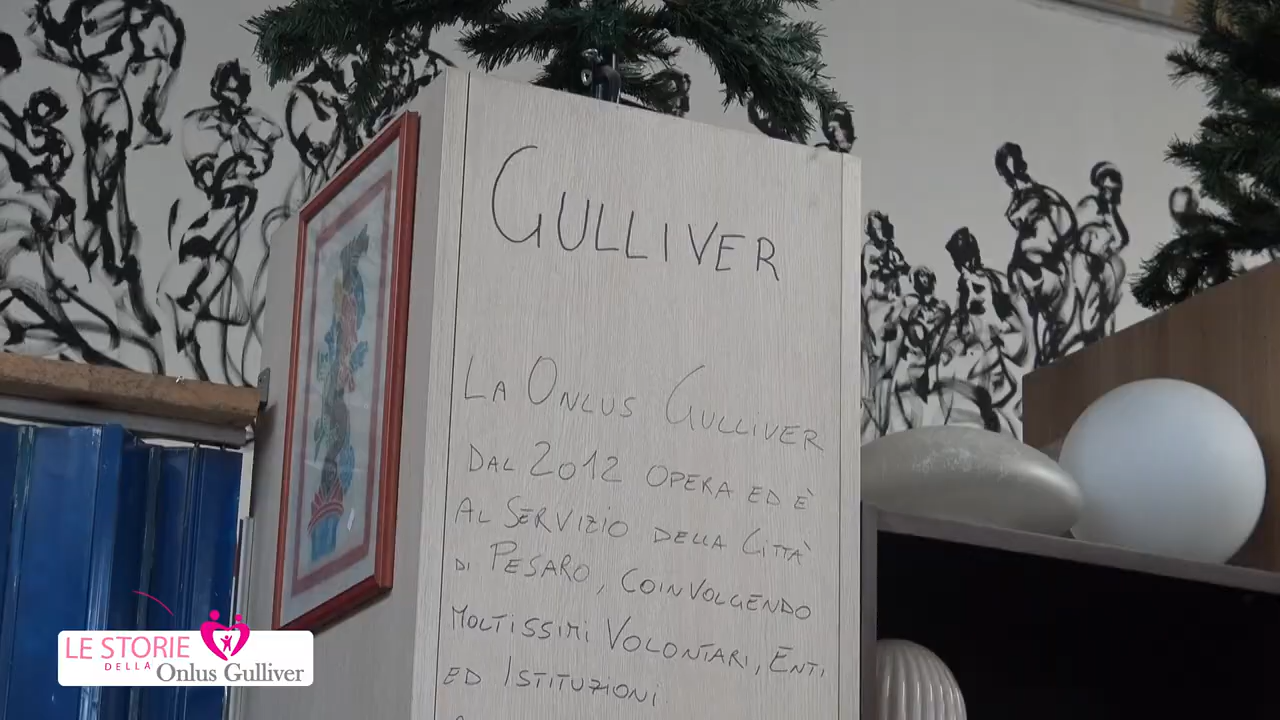 GULLIVER
LA ONLUS GULLIVER
DAL 2012 OPERA ED È
AL SERVIZIO DELLA CITTÀ
DI PESARO, COINVOLGENDO
MOLTISSIMI VOLONTARI, ENTI
ED ISTITUZIONI
LE STORIE
DELLA
Onlus Gulliver